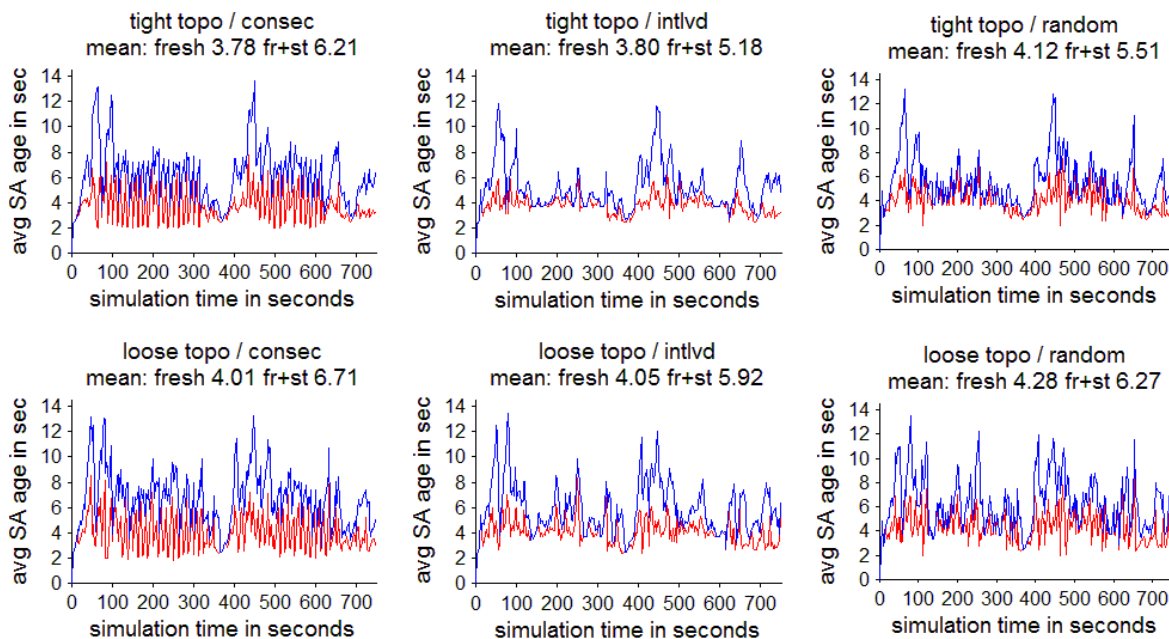 tight topo / consec
mean: fresh 3.78 fr+st 6.21
avg SA age in sec
14
12
10
8
6
4
2
0
0 100 200 300 400 500 600 700
simulation time in seconds
tight topo / intlvd
mean: fresh 3.80 fr+st 5.18
avg SA age in sec
14
12
10
8
6
4
2
0
0 100 200 300 400 500 600 700
simulation time in seconds
tight topo / random
mean: fresh 4.12 fr+st 5.51
avg SA age in sec
14
12
10
8
6
4
2
0
0 100 200 300 400 500 600 700
simulation time in seconds
loose topo / consec
mean: fresh 4.01 fr+st 6.71
avg SA age in sec
14
12
10
8
6
4
2
0
0 100 200 300 400 500 600 700
simulation time in seconds
loose topo / intlvd
mean: fresh 4.05 fr+st 5.92
avg SA age in sec
14
12
10
8
6
4
2
0
0 100 200 300 400 500 600 700
simulation time in seconds
loose topo / random
mean: fresh 4.28 fr+st 6.27
avg SA age in sec
14
12
10
8
6
4
2
0
0 100 200 300 400 500 600 700
simulation time in seconds